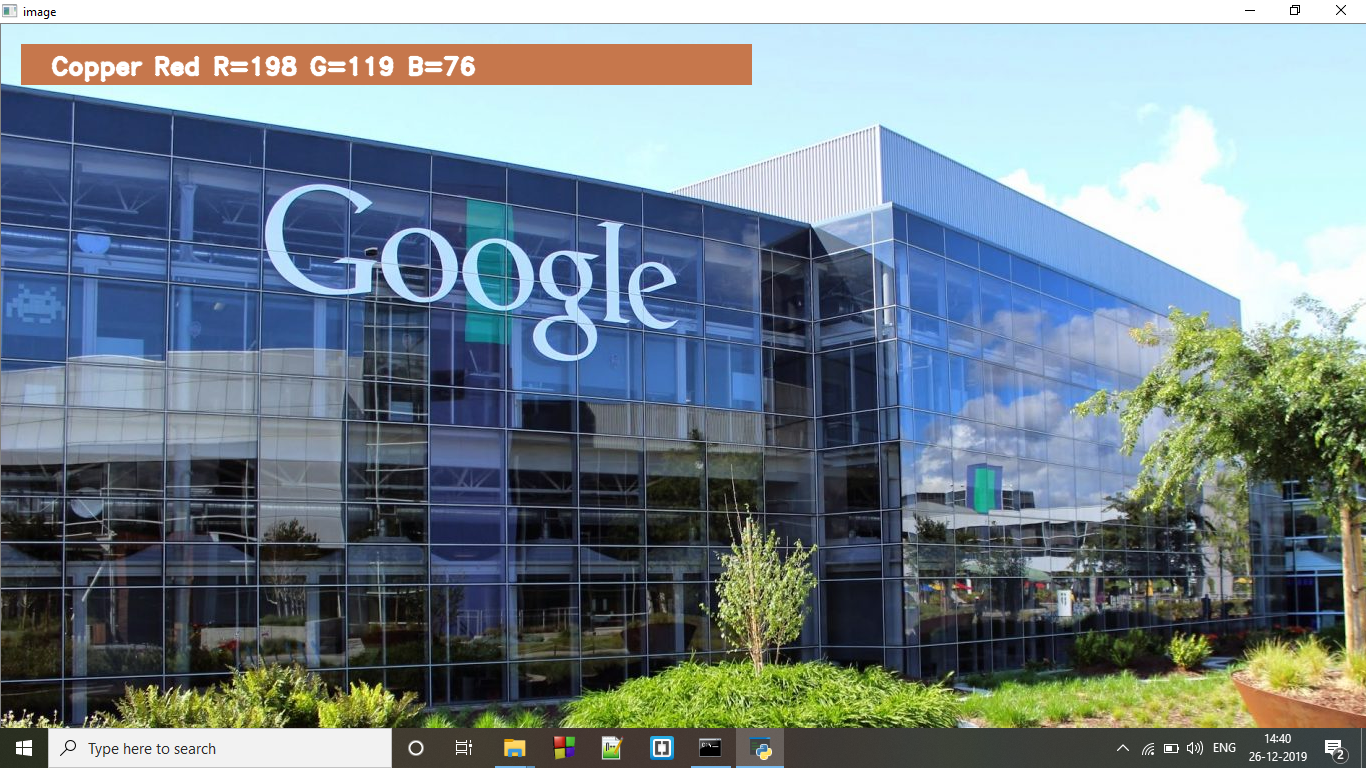 image
Copper Red R=198 G=119 B=76
Google
Type here to search
ENG
14:40
26-12-2019
2